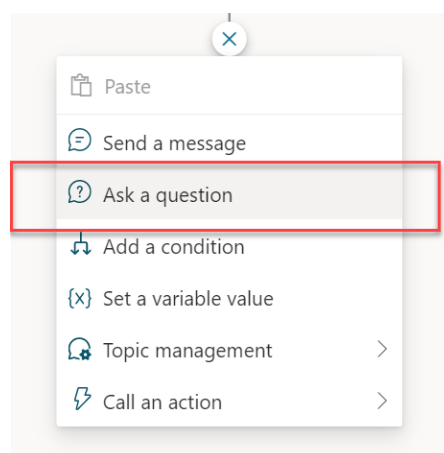 Paste
Send a message
Ask a question
Add a condition
{x} Set a variable value
Topic management
Call an action